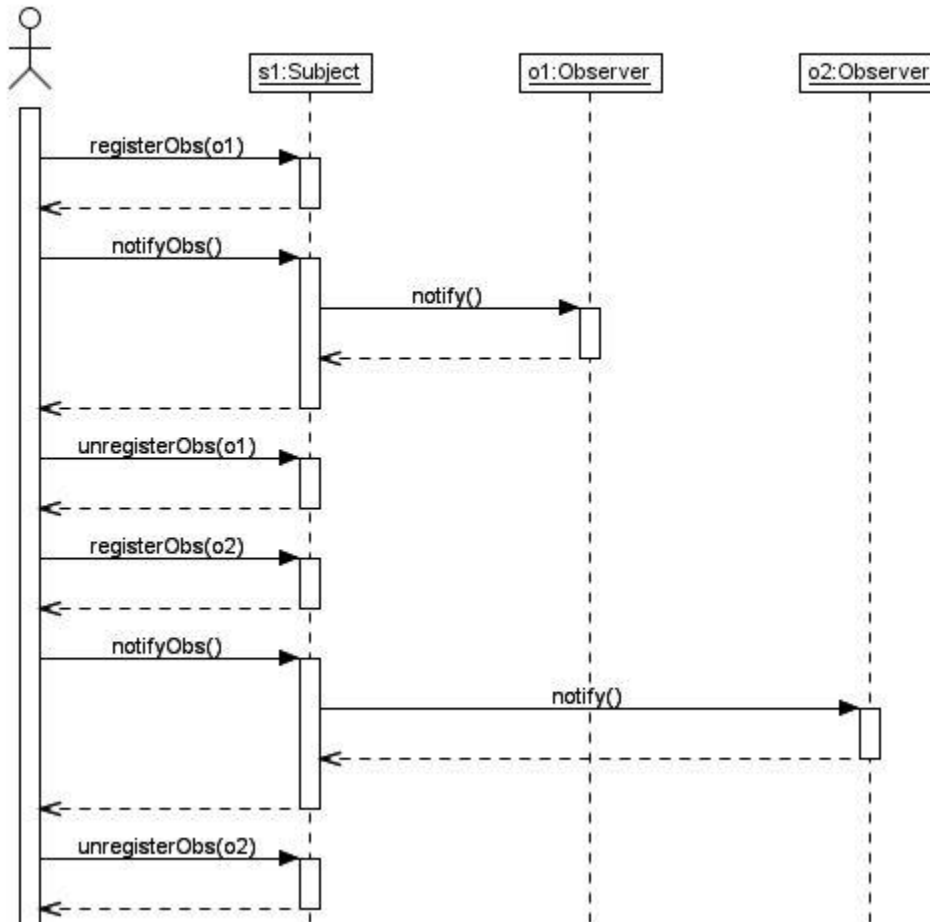 s1:Subject
o1:Observer
o2:Observer
registerObs(o1)
notifyObs()
notify()
unregisterObs(o1)
registerObs(o2)
notifyObs()
notify()
unregisterObs(o2)